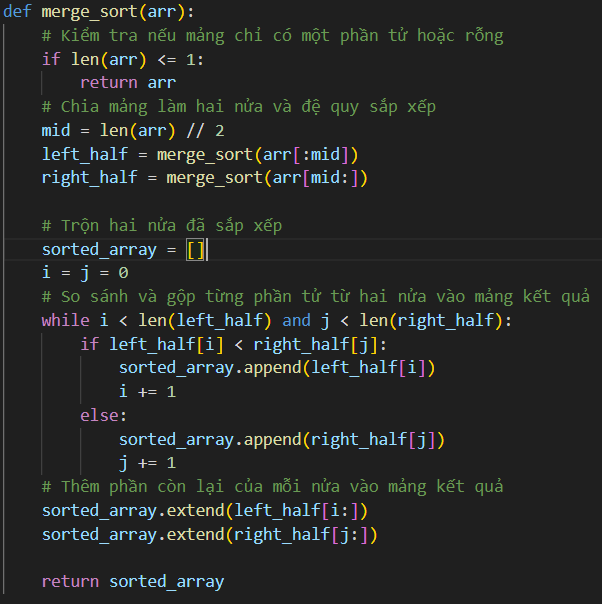 def merge_sort(arr):
    # Kiểm tra nếu mảng chỉ có một phần tử hoặc rỗng
    if len(arr) <= 1:
        return arr
    # Chia mảng làm hai nửa và đệ quy sắp xếp
    mid = len(arr) // 2
    left_half = merge_sort(arr[:mid])
    right_half = merge_sort(arr[mid:])

    # Trộn hai nửa đã sắp xếp
    sorted_array = []
    i = j = 0
    # So sánh và gộp từng phần tử từ hai nửa vào mảng kết quả
    while i < len(left_half) and j < len(right_half):
        if left_half[i] < right_half[j]:
            sorted_array.append(left_half[i])
            i += 1
        else:
            sorted_array.append(right_half[j])
            j += 1
    # Thêm phần còn lại của mỗi nửa vào mảng kết quả
    sorted_array.extend(left_half[i:])
    sorted_array.extend(right_half[j:])

    return sorted_array